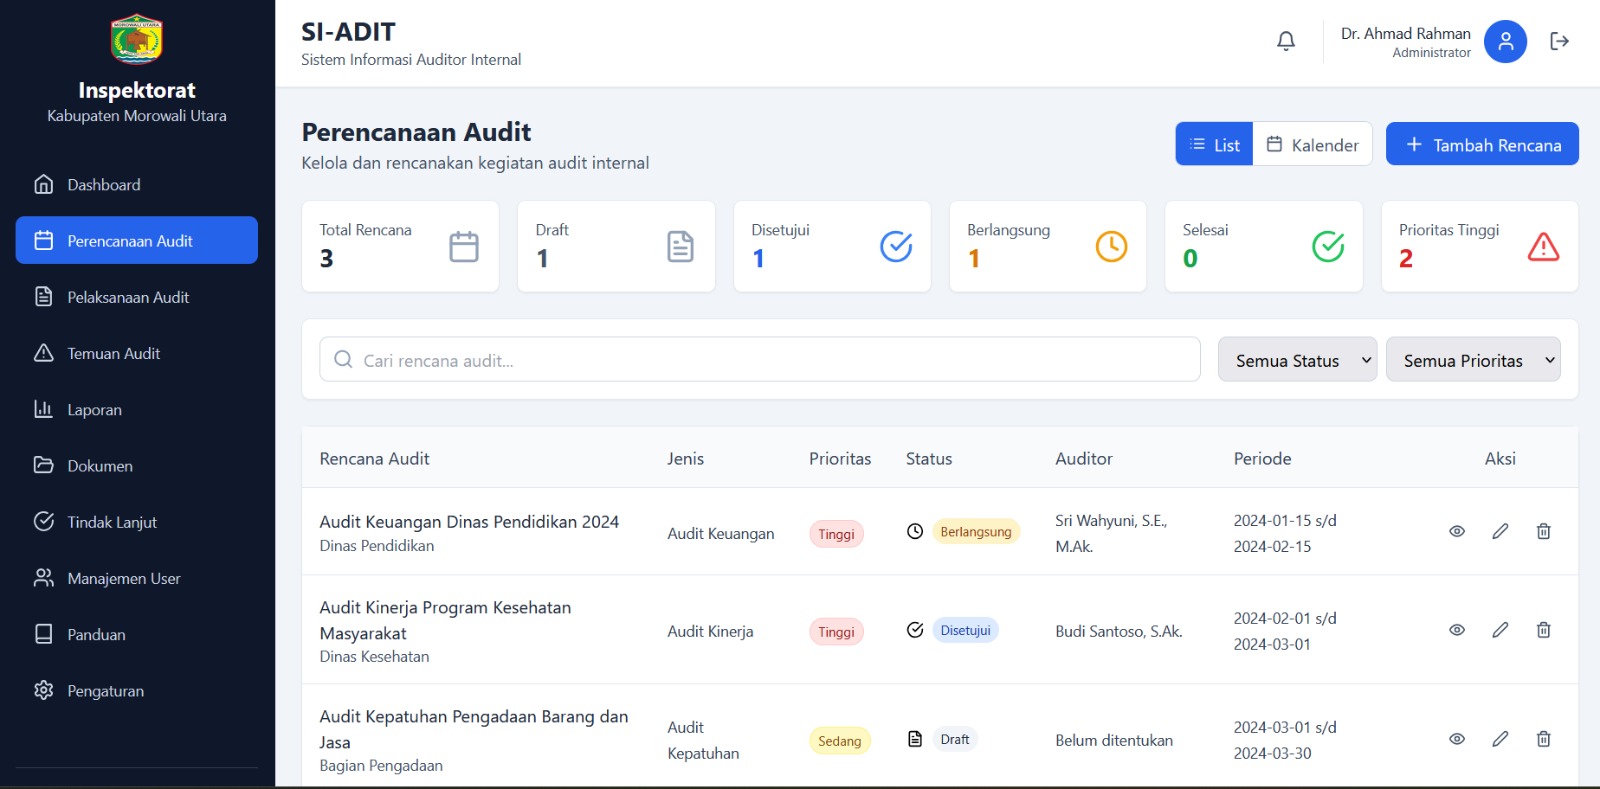 MOROWALI UTARA
Inspektorat
Kabupaten Morowali Utara
Dashboard
Perencanaan Audit
Pelaksanaan Audit
Temuan Audit
Laporan
Dokumen
Tindak Lanjut
Manajemen User
Panduan
Pengaturan
SI-ADIT
Sistem Informasi Auditor Internal
Dr. Ahmad Rahman
Administrator
Perencanaan Audit
Kelola dan rencanakan kegiatan audit internal
List
Kalender
Tambah Rencana
Total Rencana
3
Draft
1
Disetujui
1
Berlangsung
1
Selesai
0
Prioritas Tinggi
2
Cari rencana audit...
Semua Status
Semua Prioritas
Rencana Audit Jenis Prioritas Status Auditor Periode Aksi
Audit Keuangan Dinas Pendidikan 2024
Dinas Pendidikan
Audit Keuangan
Tinggi
Berlangsung
Sri Wahyuni, S.E.,
M.Ak.
2024-01-15 s/d
2024-02-15
Audit Kinerja Program Kesehatan
Masyarakat
Dinas Kesehatan
Audit Kinerja
Tinggi
Disetujui
Budi Santoso, S.Ak.
2024-02-01 s/d
2024-03-01
Audit Kepatuhan Pengadaan Barang dan
Jasa
Bagian Pengadaan
Audit
Kepatuhan
Sedang
Draft
Belum ditentukan
2024-03-01 s/d
2024-03-30